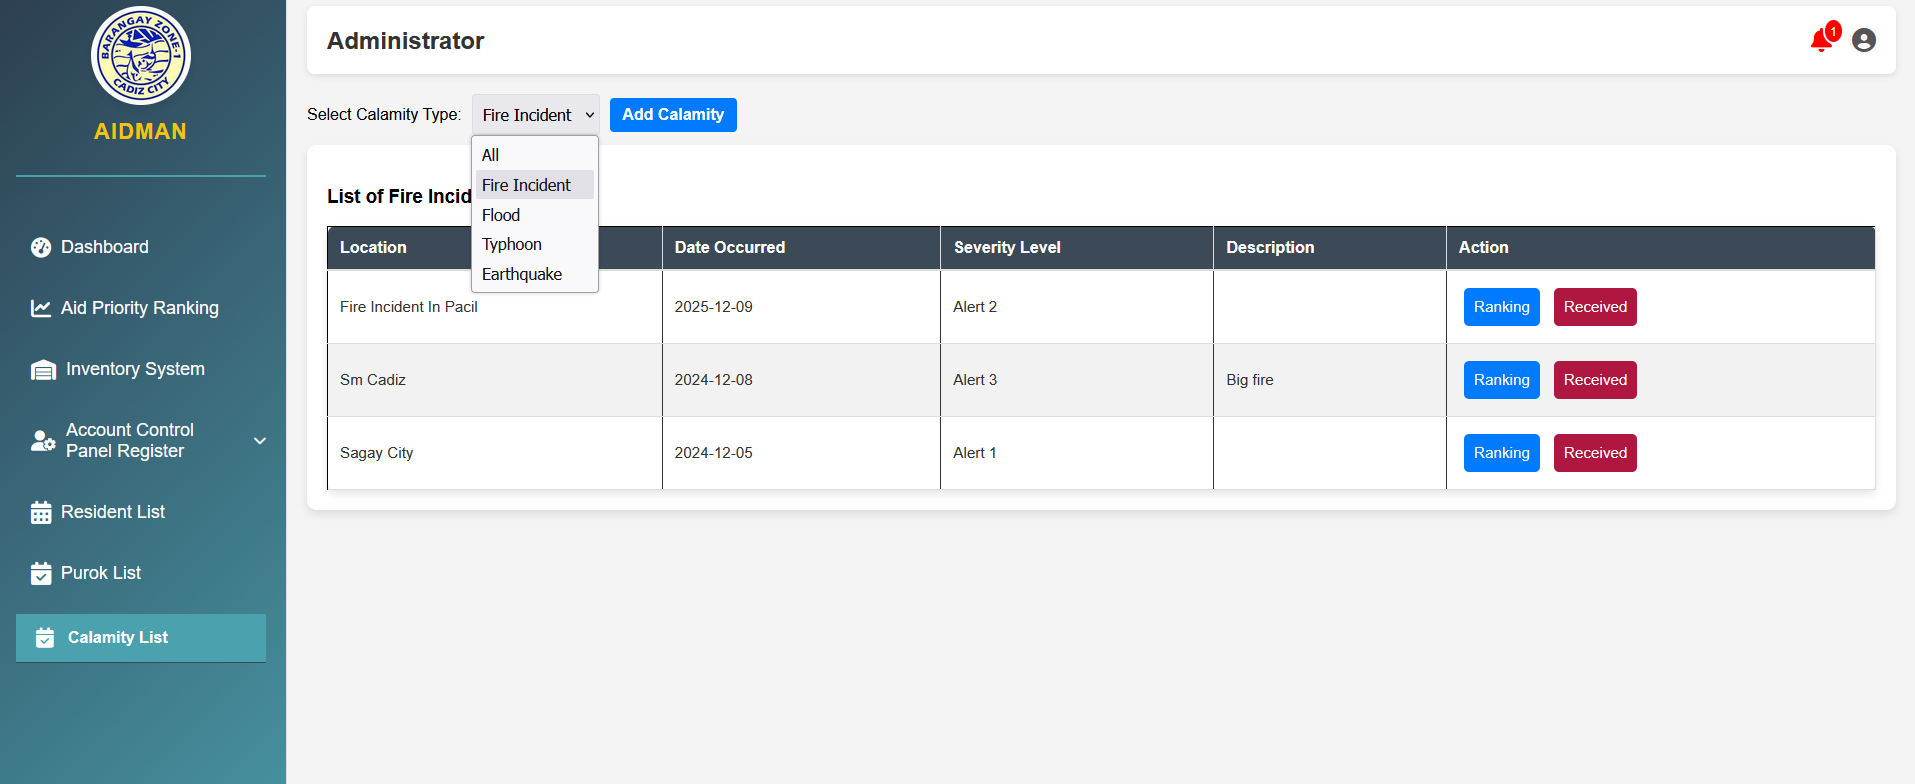 BARANGAY ZONE-1
CADIZ CITY
AIDMAN
Dashboard
Aid Priority Ranking
Inventory System
Account Control
Panel Register
Resident List
Purok List
Calamity List
Administrator
1
Select Calamity Type: Fire Incident Add Calamity
All
Fire Incident
Flood
Typhoon
Earthquake
List of Fire Incid
Location Date Occurred Severity Level Description Action
Fire Incident In Pacil 2025-12-09 Alert 2 Ranking Received
Sm Cadiz 2024-12-08 Alert 3 Big fire Ranking Received
Sagay City 2024-12-05 Alert 1 Ranking Received